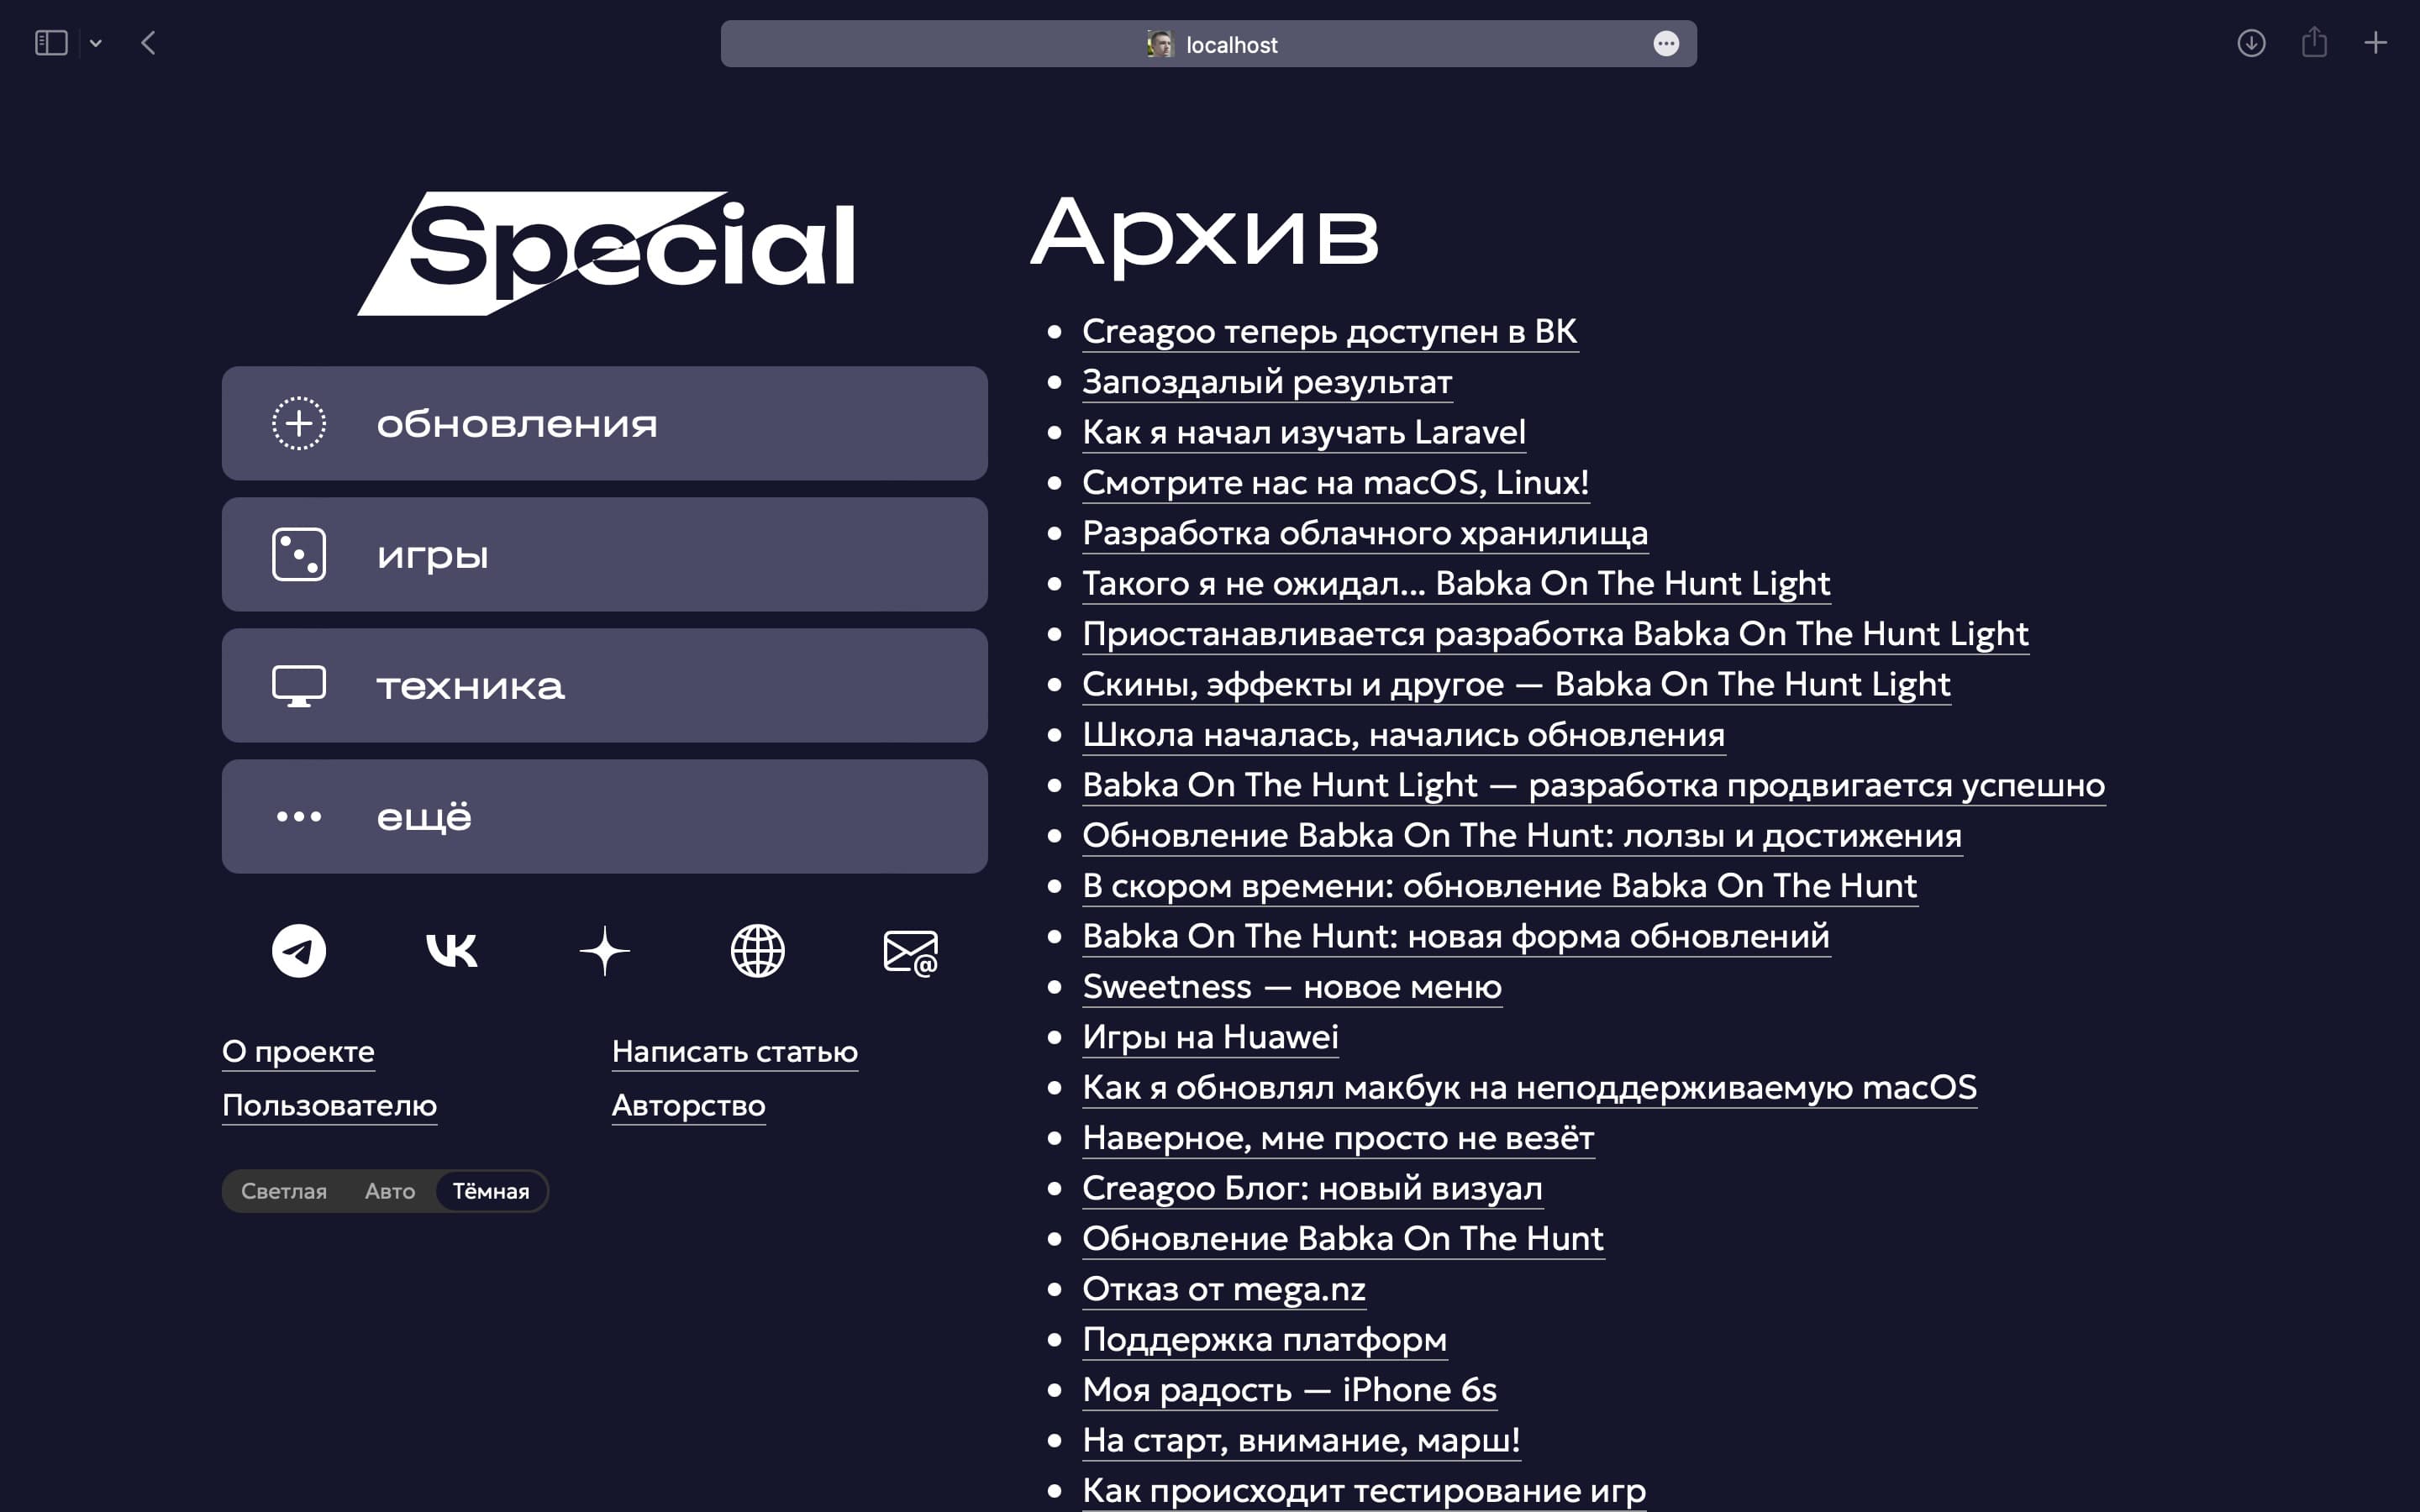 localhost
Special
обновления
игры
техника
ещё
О проекте
Написать статью
Пользователю
Авторство
Светлая Авто Тёмная
Архив
Creagoo теперь доступен в ВК
Запоздалый результат
Как я начал изучать Laravel
Смотрите нас на macOS, Linux!
Разработка облачного хранилища
Такого я не ожидал... Babka On The Hunt Light
Приостанавливается разработка Babka On The Hunt Light
Скины, эффекты и другое — Babka On The Hunt Light
Школа началась, начались обновления
Babka On The Hunt Light — разработка продвигается успешно
Обновление Babka On The Hunt: лолзы и достижения
В скором времени: обновление Babka On The Hunt
Babka On The Hunt: новая форма обновлений
Sweetness — новое меню
Игры на Huawei
Как я обновлял макбук на неподдерживаемую macOS
Наверное, мне просто не везёт
Creagoo Блог: новый визуал
Обновление Babka On The Hunt
Отказ от mega.nz
Поддержка платформ
Моя радость — iPhone 6s
На старт, внимание, марш!
Как происходит тестирование игр